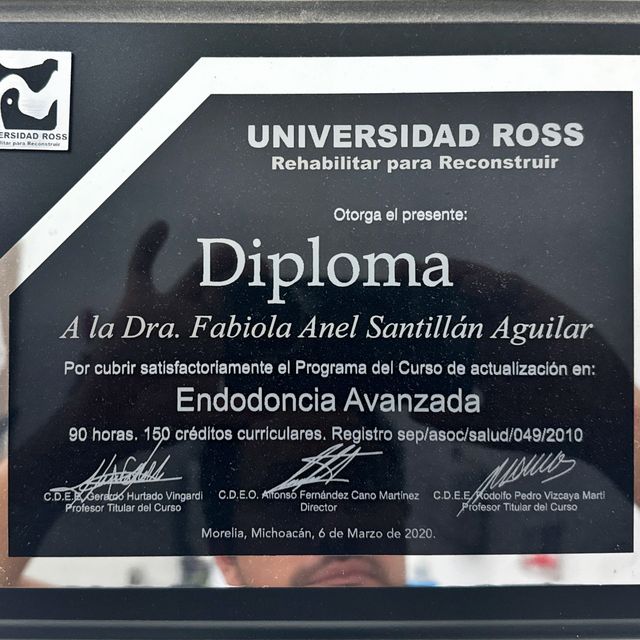 ERSIDAD ROSS
litar para Reconstruir
UNIVERSIDAD ROSS
Rehabilitar para Reconstruir
Otorga el presente:
Diploma
A la Dra. Fabiola Anel Santillán Aguilar
Por cubrir satisfactoriamente el Programa del Curso de actualización en:
Endodoncia Avanzada
90 horas. 150 créditos curriculares. Registro sep/asoc/salud/049/2010
C.D.E.E. Gerardo Hurtado Vingardi
Profesor Titular del Curso
C.D.E.O. Alfonso Fernández Cano Martinez
Director
C.D.E.E. Rodolfo Pedro Vizcaya Marti
Profesor Titular del Curso
Morelia, Michoacán, 6 de Marzo de 2020.